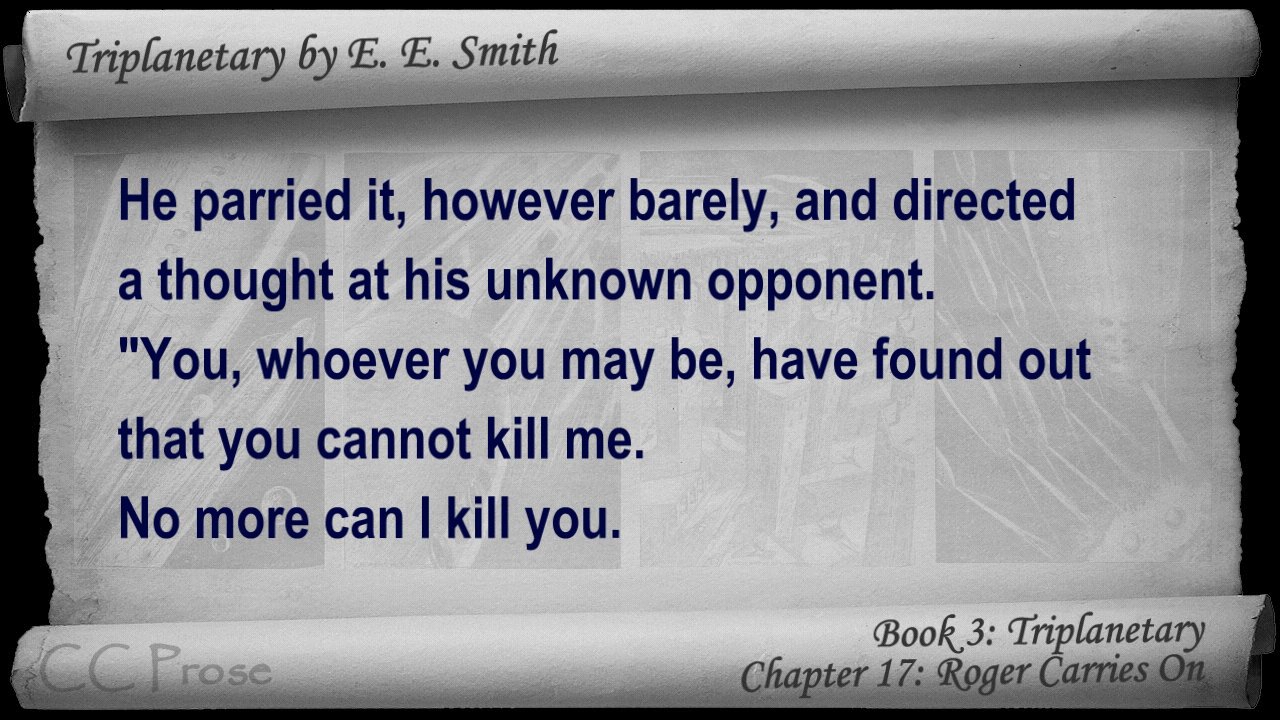 Triplanetary by E. E. Smith
He parried it, however barely, and directed
a thought at his unknown opponent.
"You, whoever you may be, have found out
that you cannot kill me.
No more can I kill you.
Book 3: Triplanetary
Chapter 17: Roger Carries On
CC Prose